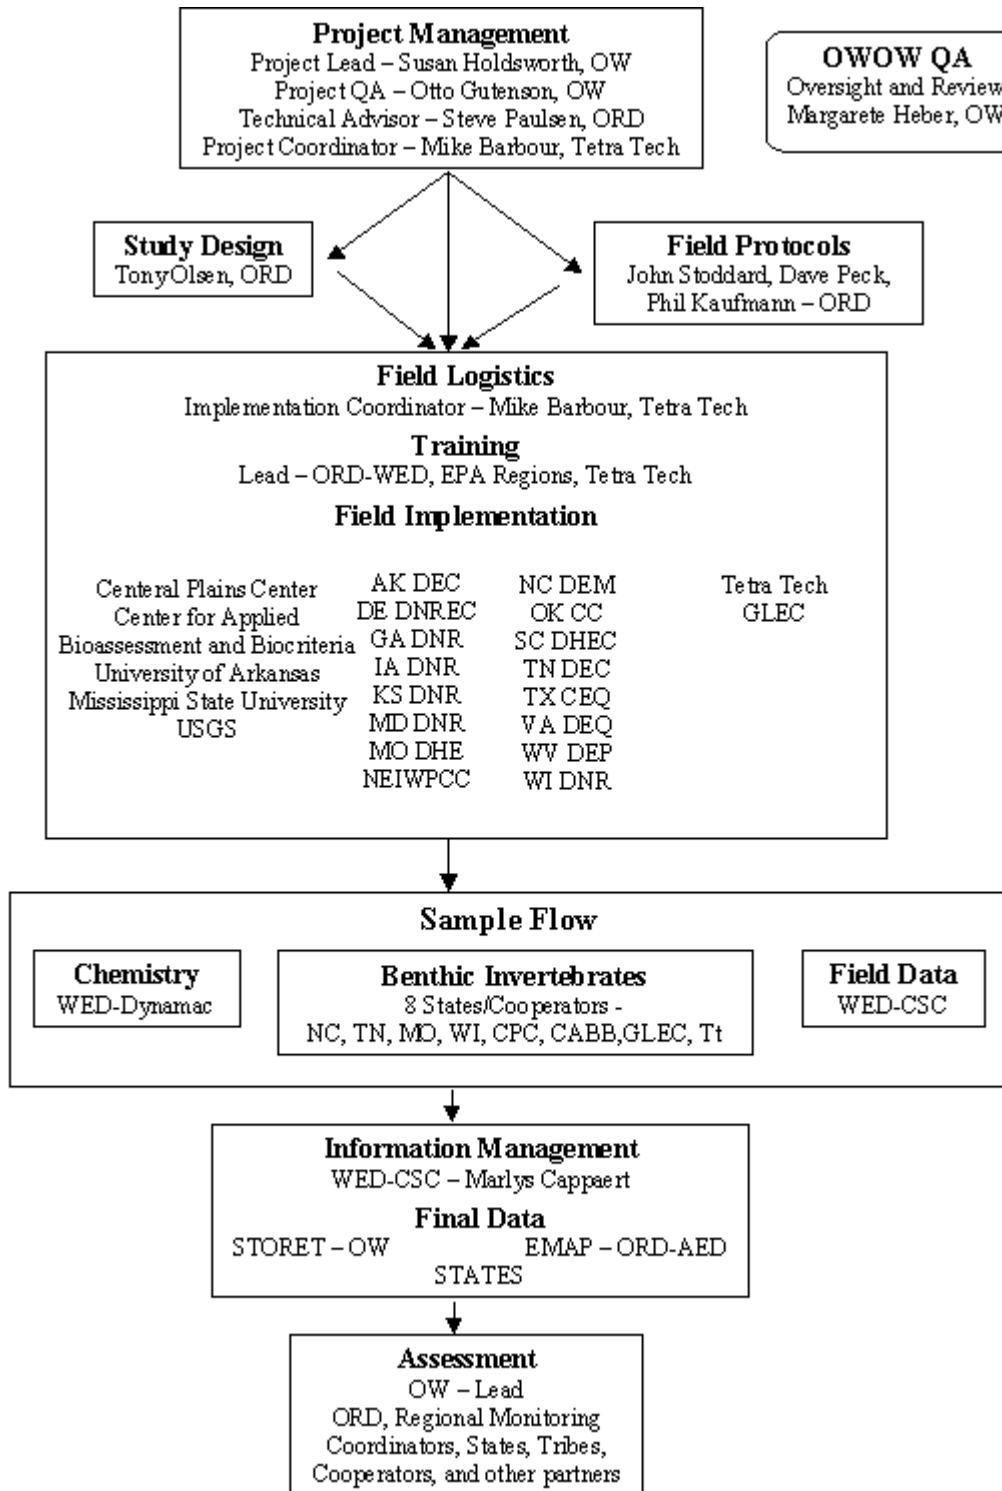 Project Management
Project Lead – Susan Holdsworth, OW
Project QA – Otto Gutenson, OW
Technical Advisor – Steve Paulsen, ORD
Project Coordinator – Mike Barbour, Tetra Tech
OWOW QA
Oversight and Review
Margarete Heber, OW
Study Design
Tony Olsen, ORD
Field Protocols
John Stoddard, Dave Peck,
Phil Kaufmann – ORD
Field Logistics
Implementation Coordinator – Mike Barbour, Tetra Tech
Training
Lead – ORD-WED, EPA Regions, Tetra Tech
Field Implementation
Centeral Plains Center
Center for Applied
Bioassessment and Biocriteria
University of Arkansas
Mississippi State University
USGS
AK DEC
DE DNREC
GA DNR
IA DNR
KS DNR
MD DNR
MO DHE
NEIWPCC
NC DEM
OK CC
SC DHEC
TN DEC
TX CEQ
VA DEQ
WV DEP
WI DNR
Tetra Tech
GLEC
Sample Flow
Chemistry
WED-Dynamac
Benthic Invertebrates
8 States/Cooperators -
NC, TN, MO, WI, CPC, CABB,GLEC, Tt
Field Data
WED-CSC
Information Management
WED-CSC – Marlys Cappaert
Final Data
STORET – OW EMAP – ORD-AED
STATES
Assessment
OW – Lead
ORD, Regional Monitoring
Coordinators, States, Tribes,
Cooperators, and other partners